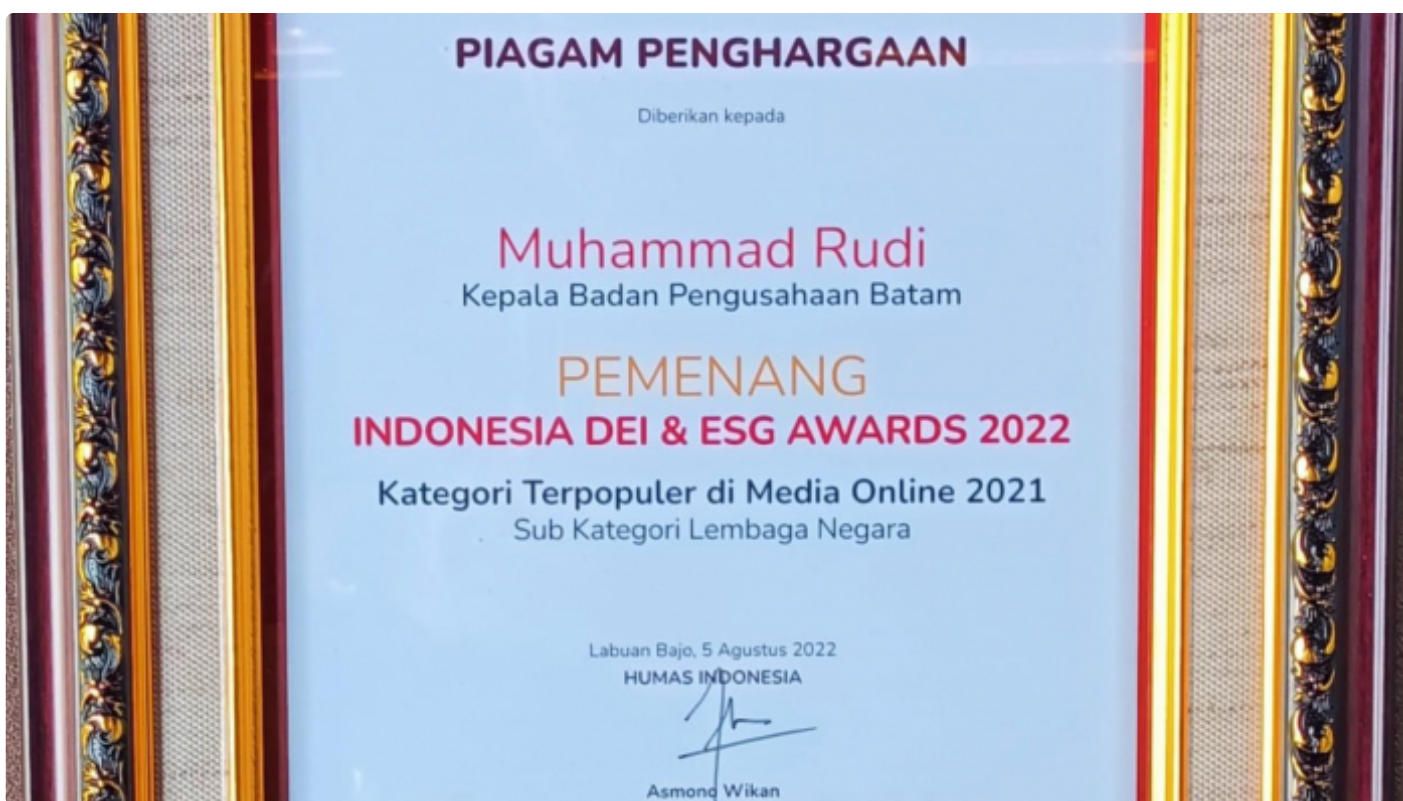 PIAGAM PENGHARGAAN
Diberikan kepada
Muhammad Rudi
Kepala Badan Pengusahaan Batam
PEMENANG
INDONESIA DEI & ESG AWARDS 2022
Kategori Terpopuler di Media Online 2021
Sub Kategori Lembaga Negara
Labuan Bajo, 5 Agustus 2022
HUMAS INDONESIA
Asmono Wikan